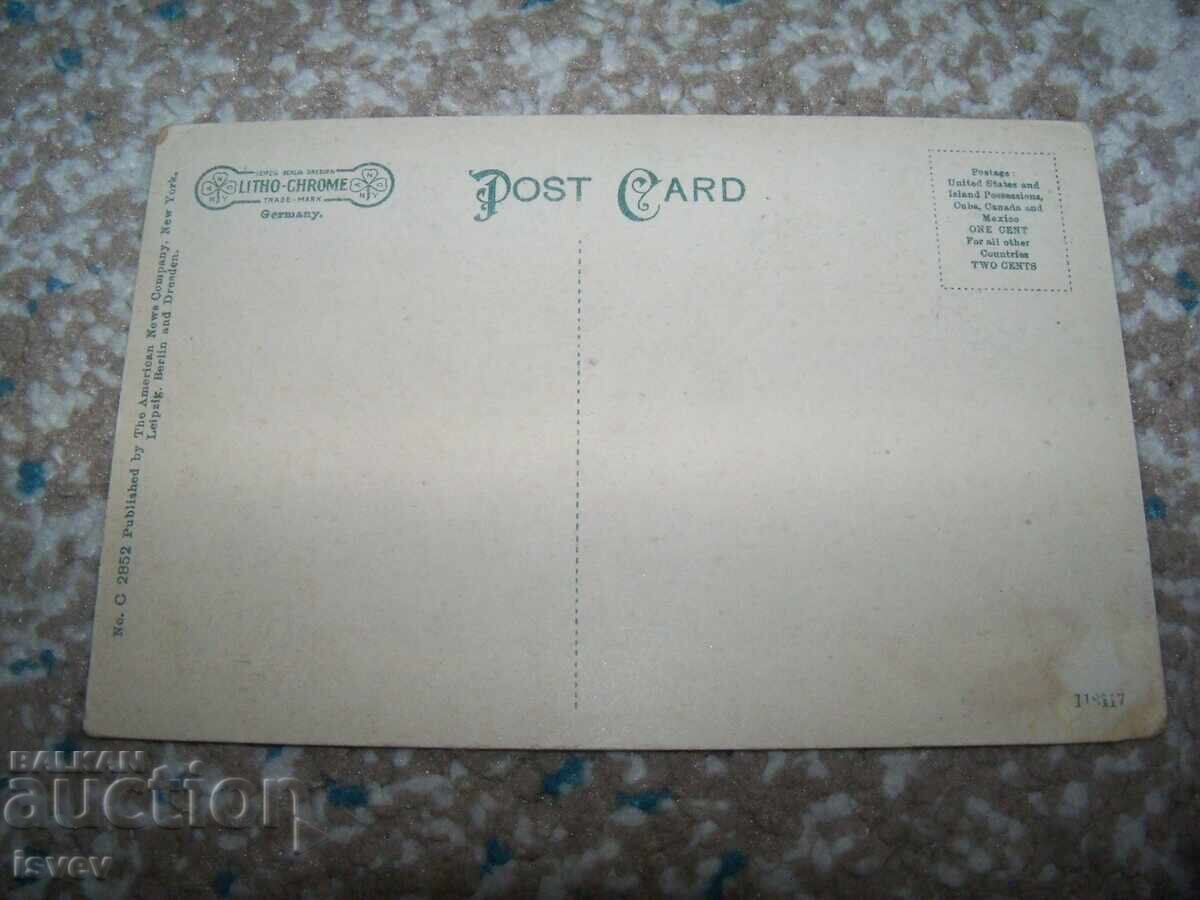 LEIPZIG BERLIN DRESDEN
LITHO-CHROME
TRADE-MARK
Germany.
POST CARD
Postage:
United States and
Island Possessions,
Cuba, Canada and
Mexico
ONE CENT
For all other
Countries
TWO CENTS
No. C 2852 Published by The American News Company, New York.
Leipzig, Berlin and Dresden.
BALKAN
auction
isvev